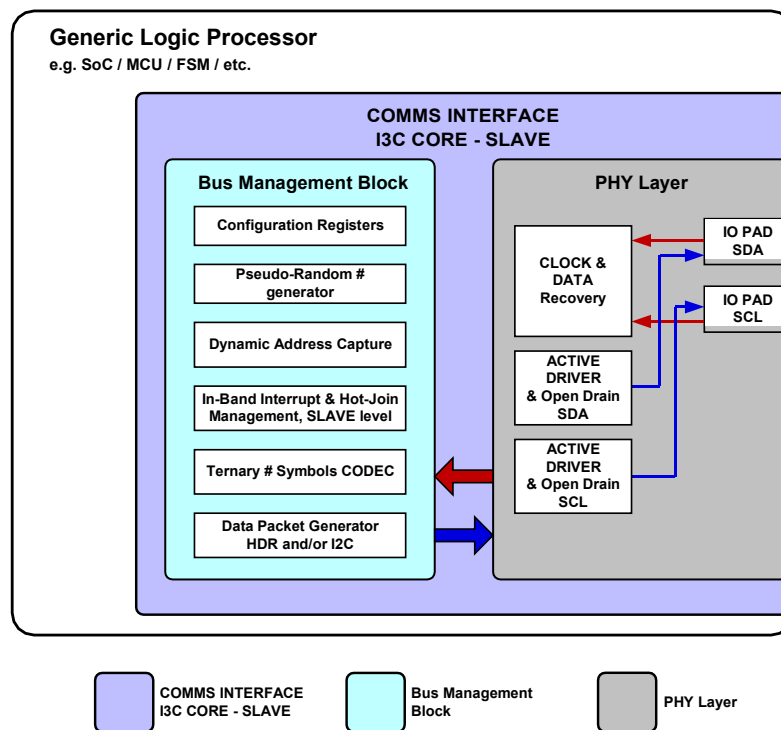 Generic Logic Processor
e.g. SoC / MCU / FSM / etc.
COMMS INTERFACE
I3C CORE - SLAVE
Bus Management Block
Configuration Registers
Pseudo-Random #
generator
Dynamic Address Capture
In-Band Interrupt & Hot-Join
Management, SLAVE level
Ternary # Symbols CODEC
Data Packet Generator
HDR and/or I2C
PHY Layer
CLOCK &
DATA
Recovery
ACTIVE
DRIVER
& Open Drain
SDA
ACTIVE
DRIVER
& Open Drain
SCL
IO PAD
SDA
IO PAD
SCL
COMMS INTERFACE
I3C CORE - SLAVE
Bus Management
Block
PHY Layer